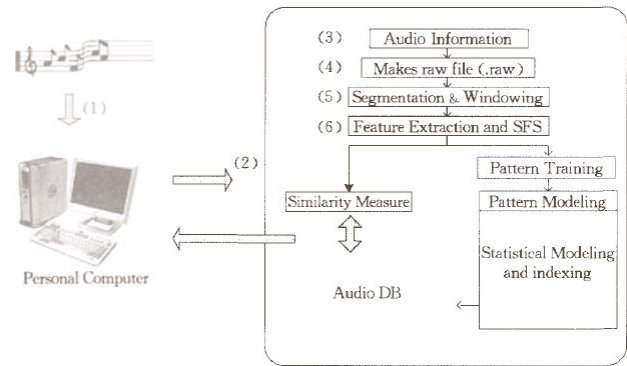 (1)
Personal Computer
(2)
(3) Audio Information
(4) Makes raw file (.raw)
(5) Segmentation & Windowing
(6) Feature Extraction and SFS
Pattern Training
Similarity Measure
Pattern Modeling
Statistical Modeling
and indexing
Audio DB